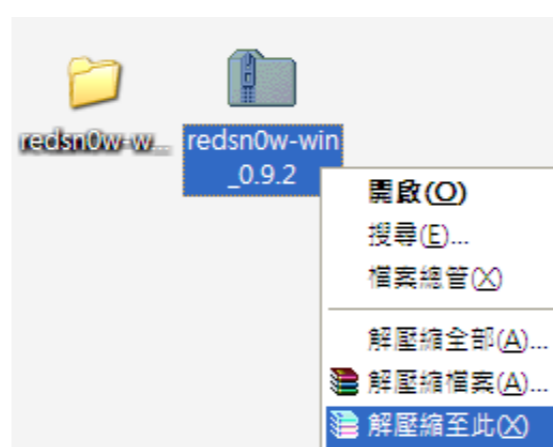 redsn0w-w...
redsn0w-win
_0.9.2
開啟(O)
搜尋(E)...
檔案總管(X)
解壓縮全部(A)...
解壓縮檔案(A)...
解壓縮至此(X)